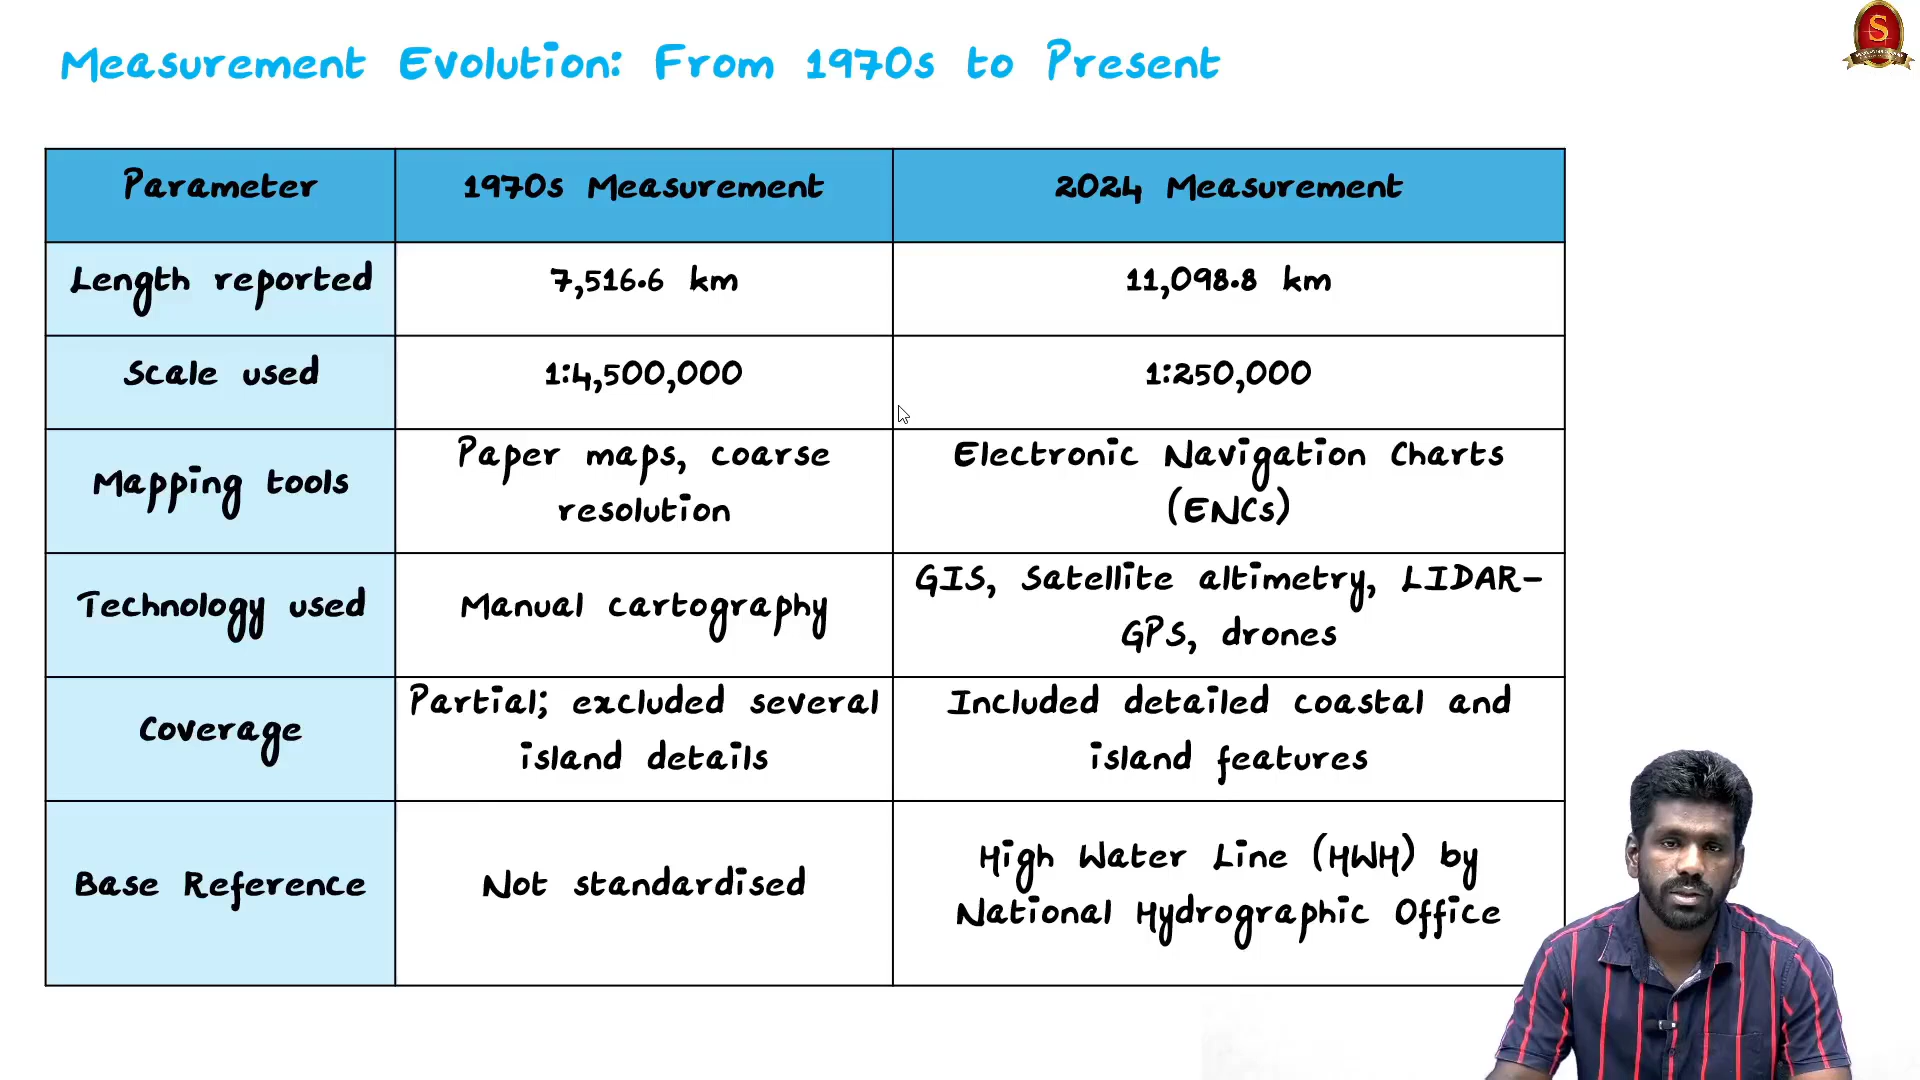 Measurement Evolution: From 1970s to Present
Parameter
1970s Measurement
2024 Measurement
Length reported
7,516.6 km
11,098.8 km
Scale used
1:4,500,000
1:250,000
Mapping tools
Paper maps, coarse
resolution
Electronic Navigation Charts
(ENCs)
Technology used
Manual cartography
GIS, Satellite altimetry, LIDAR-
GPS, drones
Coverage
Partial; excluded several
island details
Included detailed coastal and
island features
Base Reference
Not standardised
High Water Line (HWH) by
National Hydrographic Office
S